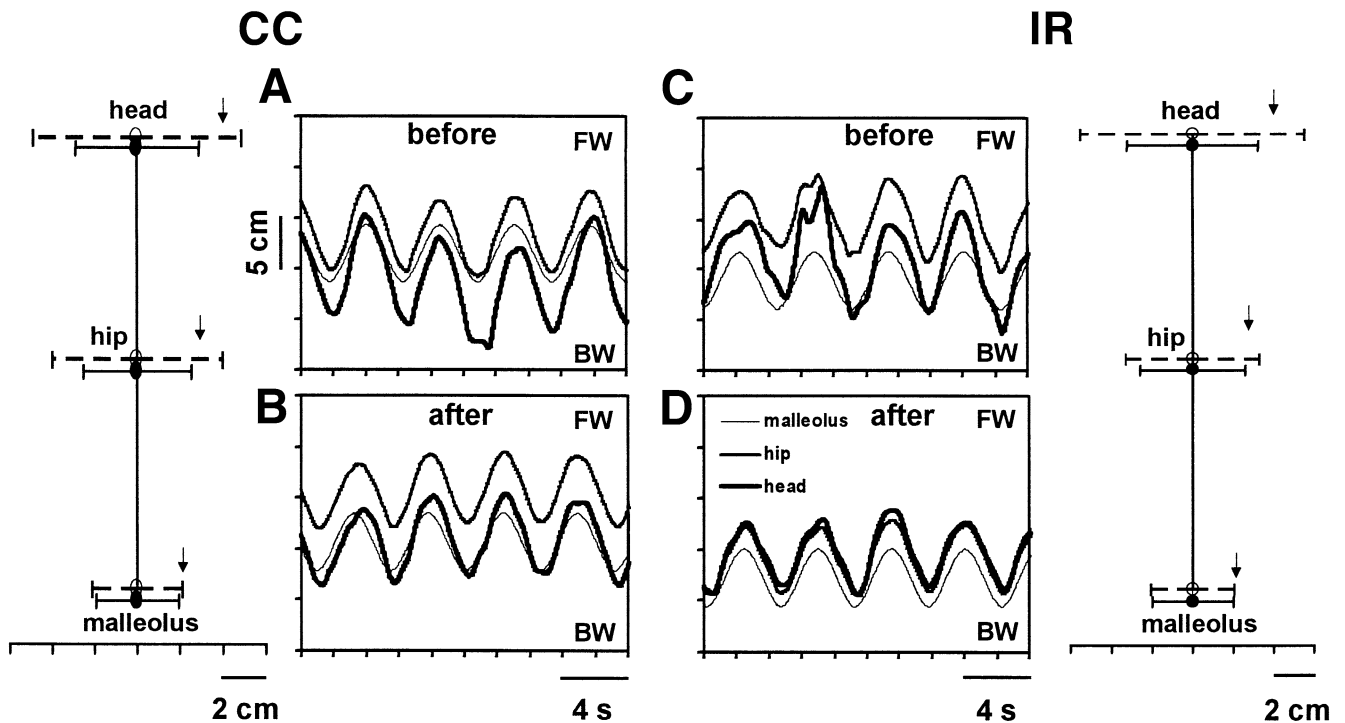 CC
IR
A
C
head
before
FW
before
FW
head
5 cm
hip
BW
BW
hip
B
after
FW
D
malleolus
after
FW
hip
head
malleolus
BW
BW
malleolus
2 cm
4 s
4 s
2 cm